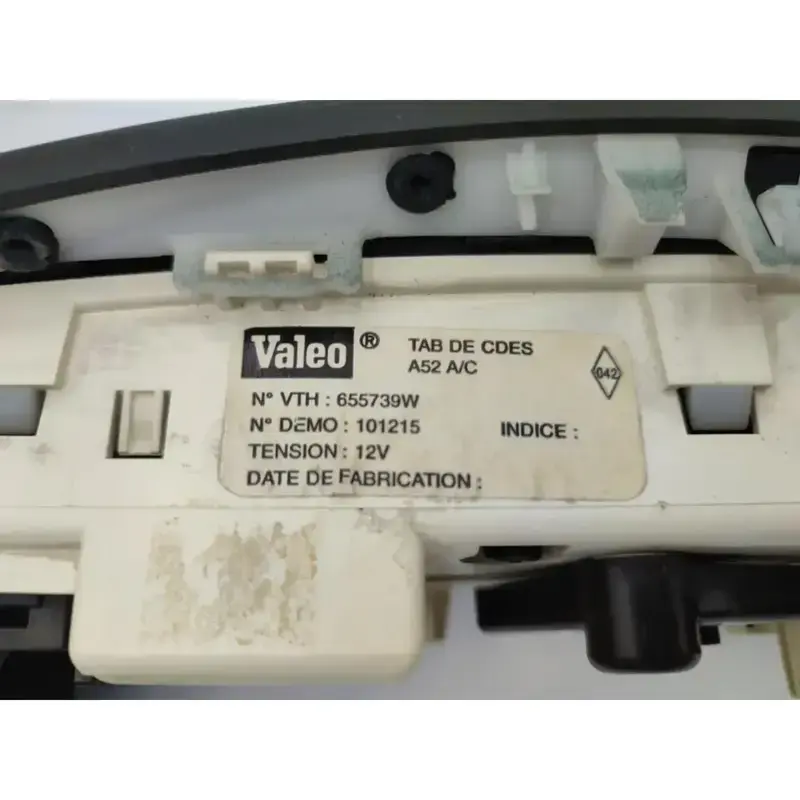 Valeo ® TAB DE CDES
A52 A/C
042
N° VTH : 655739W
N° DEMO : 101215 INDICE :
TENSION : 12V
DATE DE FABRICATION :